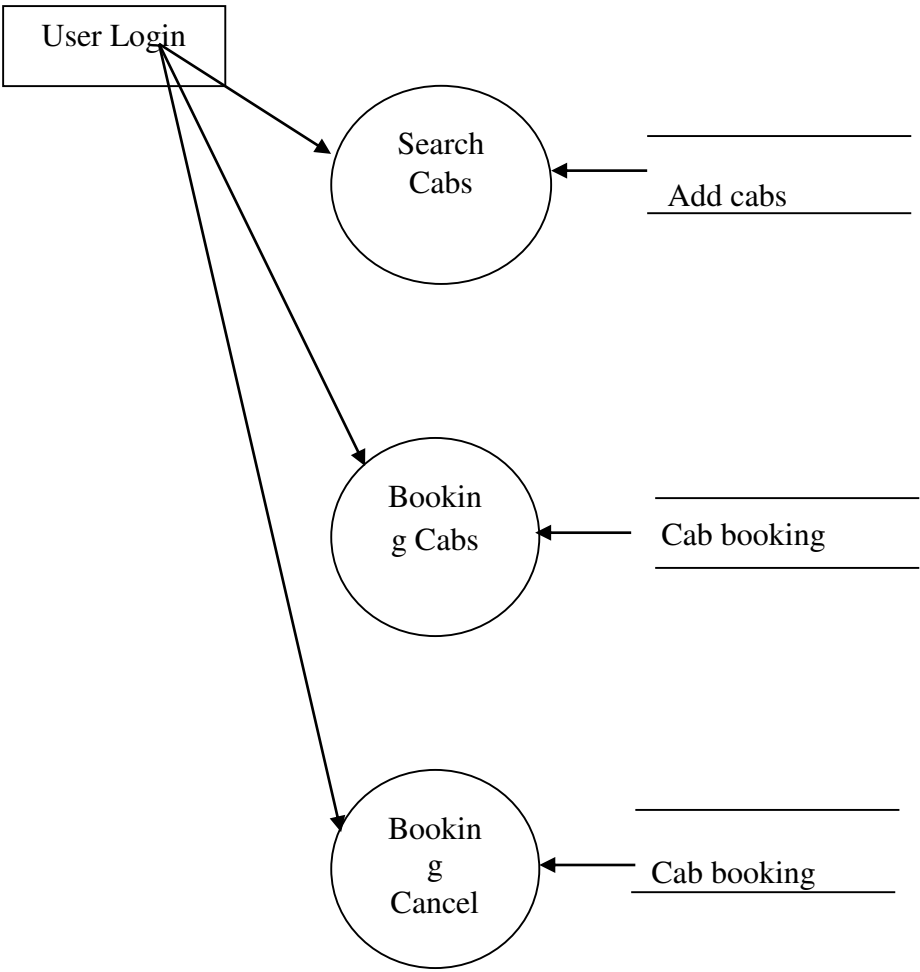 User Login
Search
Cabs
Add cabs
Bookin
g Cabs
Cab booking
Bookin
g
Cancel
Cab booking